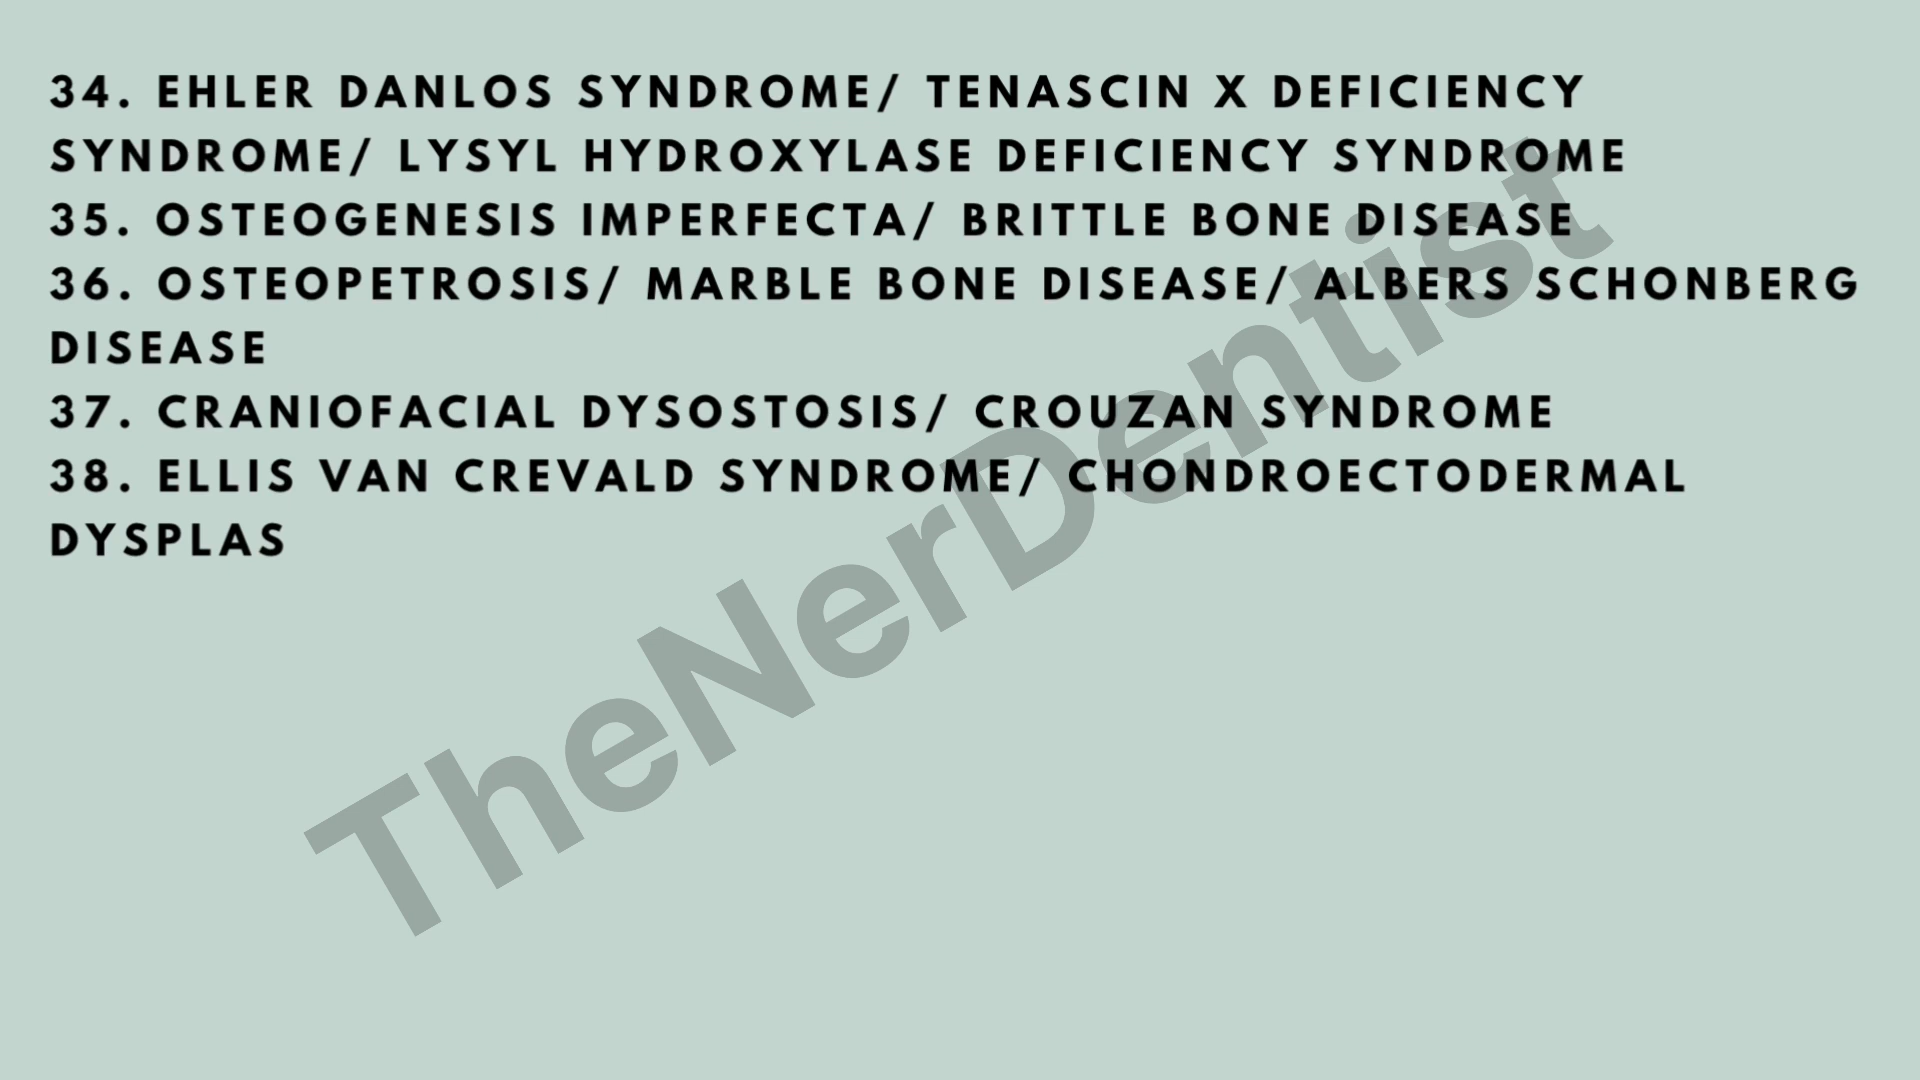 34. EHLER DANLOS SYNDROME/ TENASCIN X DEFICIENCY
SYNDROME/ LYSYL HYDROXYLASE DEFICIENCY SYNDROME
35. OSTEOGENESIS IMPERFECTA/ BRITTLE BONE DISEASE
36. OSTEOPETROSIS/ MARBLE BONE DISEASE/ ALBERS SCHONBERG
DISEASE
37. CRANIOFACIAL DYSOSTOSIS/ CROUZAN SYNDROME
38. ELLIS VAN CREVALD SYNDROME/ CHONDROECTODERMAL
DYSPLAS
TheNerDentist